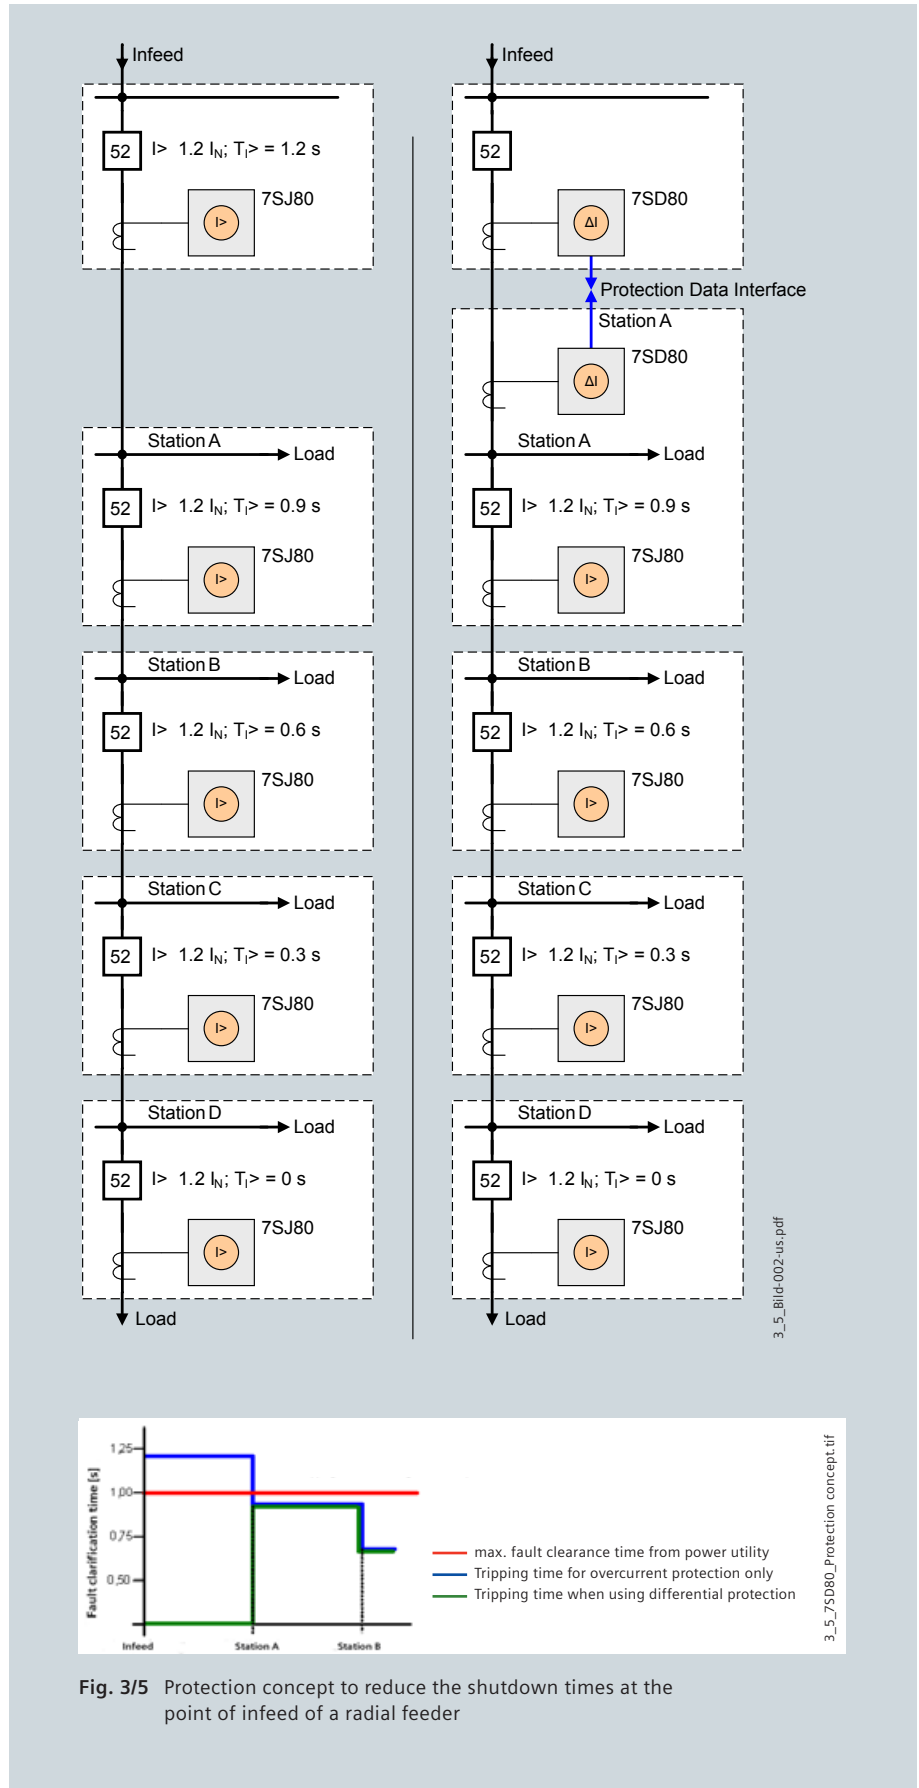 Infeed
52 I> 1.2 IN; TI> = 1.2 s
7SJ80
I>
Station A
Load
52 I> 1.2 IN; TI> = 0.9 s
7SJ80
I>
Station B
Load
52 I> 1.2 IN; TI> = 0.6 s
7SJ80
I>
Station C
Load
52 I> 1.2 IN; TI> = 0.3 s
7SJ80
I>
Station D
Load
52 I> 1.2 IN; TI> = 0 s
7SJ80
I>
Load
Infeed
52
7SD80
ΔI
Protection Data Interface
Station A
7SD80
ΔI
Station A
Load
52 I> 1.2 IN; TI> = 0.9 s
7SJ80
I>
Station B
Load
52 I> 1.2 IN; TI> = 0.6 s
7SJ80
I>
Station C
Load
52 I> 1.2 IN; TI> = 0.3 s
7SJ80
I>
Station D
Load
52 I> 1.2 IN; TI> = 0 s
7SJ80
I>
Load
3_5_Bild-002-us.pdf
Fault clarification time [s]
1,25
1,00
0,75
0,50
Infeed
Station A
Station B
max. fault clearance time from power utility
Tripping time for overcurrent protection only
Tripping time when using differential protection
3_5_7SD80_Protection concept.tif
Fig. 3/5 Protection concept to reduce the shutdown times at the
point of infeed of a radial feeder